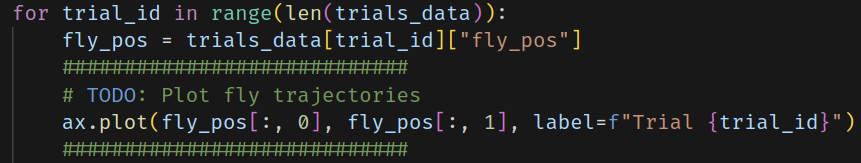 for trial_id in range(len(trials_data)):
    fly_pos = trials_data[trial_id]["fly_pos"]
    ############################
    # TODO: Plot fly trajectories
    ax.plot(fly_pos[:, 0], fly_pos[:, 1], label=f"Trial {trial_id}")
    ############################